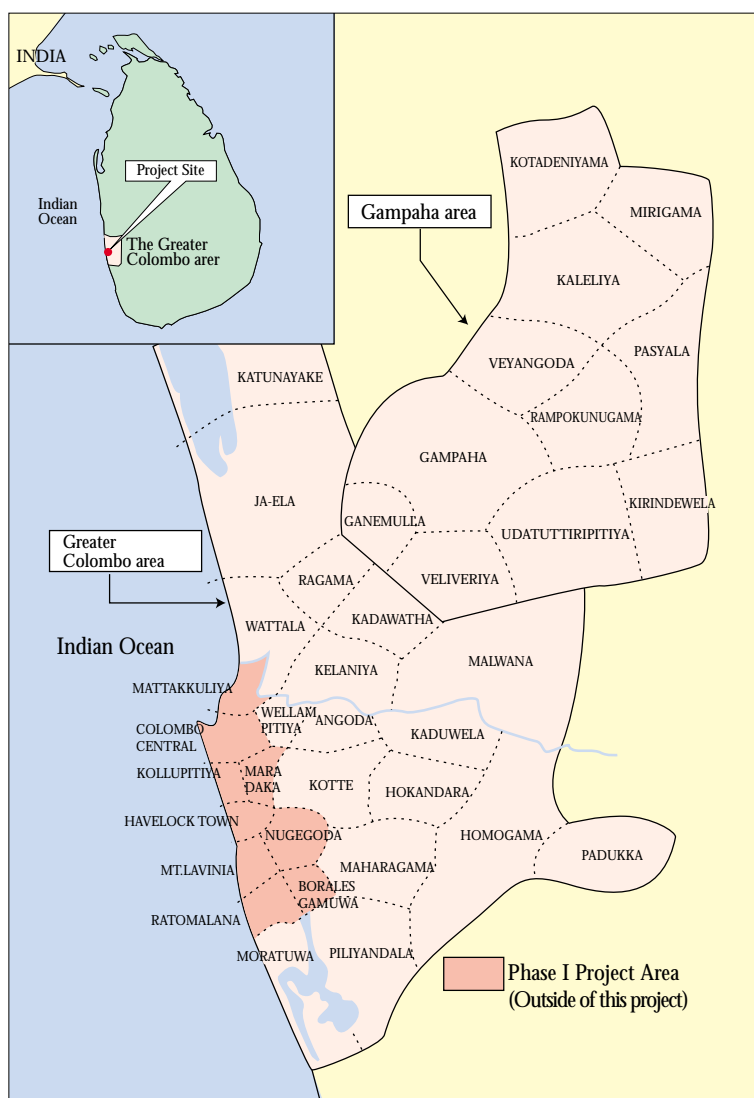 INDIA
Project Site
Indian
Ocean
The Greater
Colombo arer
KOTADENIYAMA
MIRIGAMA
Gampaha area
KALELIYA
VEYANGODA
PASYALA
KATUNAYAKE
RAMPOKUNUGAMA
GAMPAHA
JA-ELA
KIRINDEWELA
GANEMULLA
UDATUTTIRIPITIYA
Greater
Colombo area
RAGAMA
VELIVERIYA
WATTALA
KADAWATHA
Indian Ocean
KELANIYA
MALWANA
MATTAKKULIYA
WELLAM
PITIYA
ANGODA
COLOMBO
CENTRAL
KADUWELA
KOLLUPITIYA
MARA
DAKA
KOTTE
HOKANDARA
HAVELOCK TOWN
NUGEGODA
HOMOGAMA
MT.LAVINIA
MAHARAGAMA
PADUKKA
BORALES
GAMUWA
RATOMALANA
MORATUWA
PILIYANDALA
Phase I Project Area
(Outside of this project)